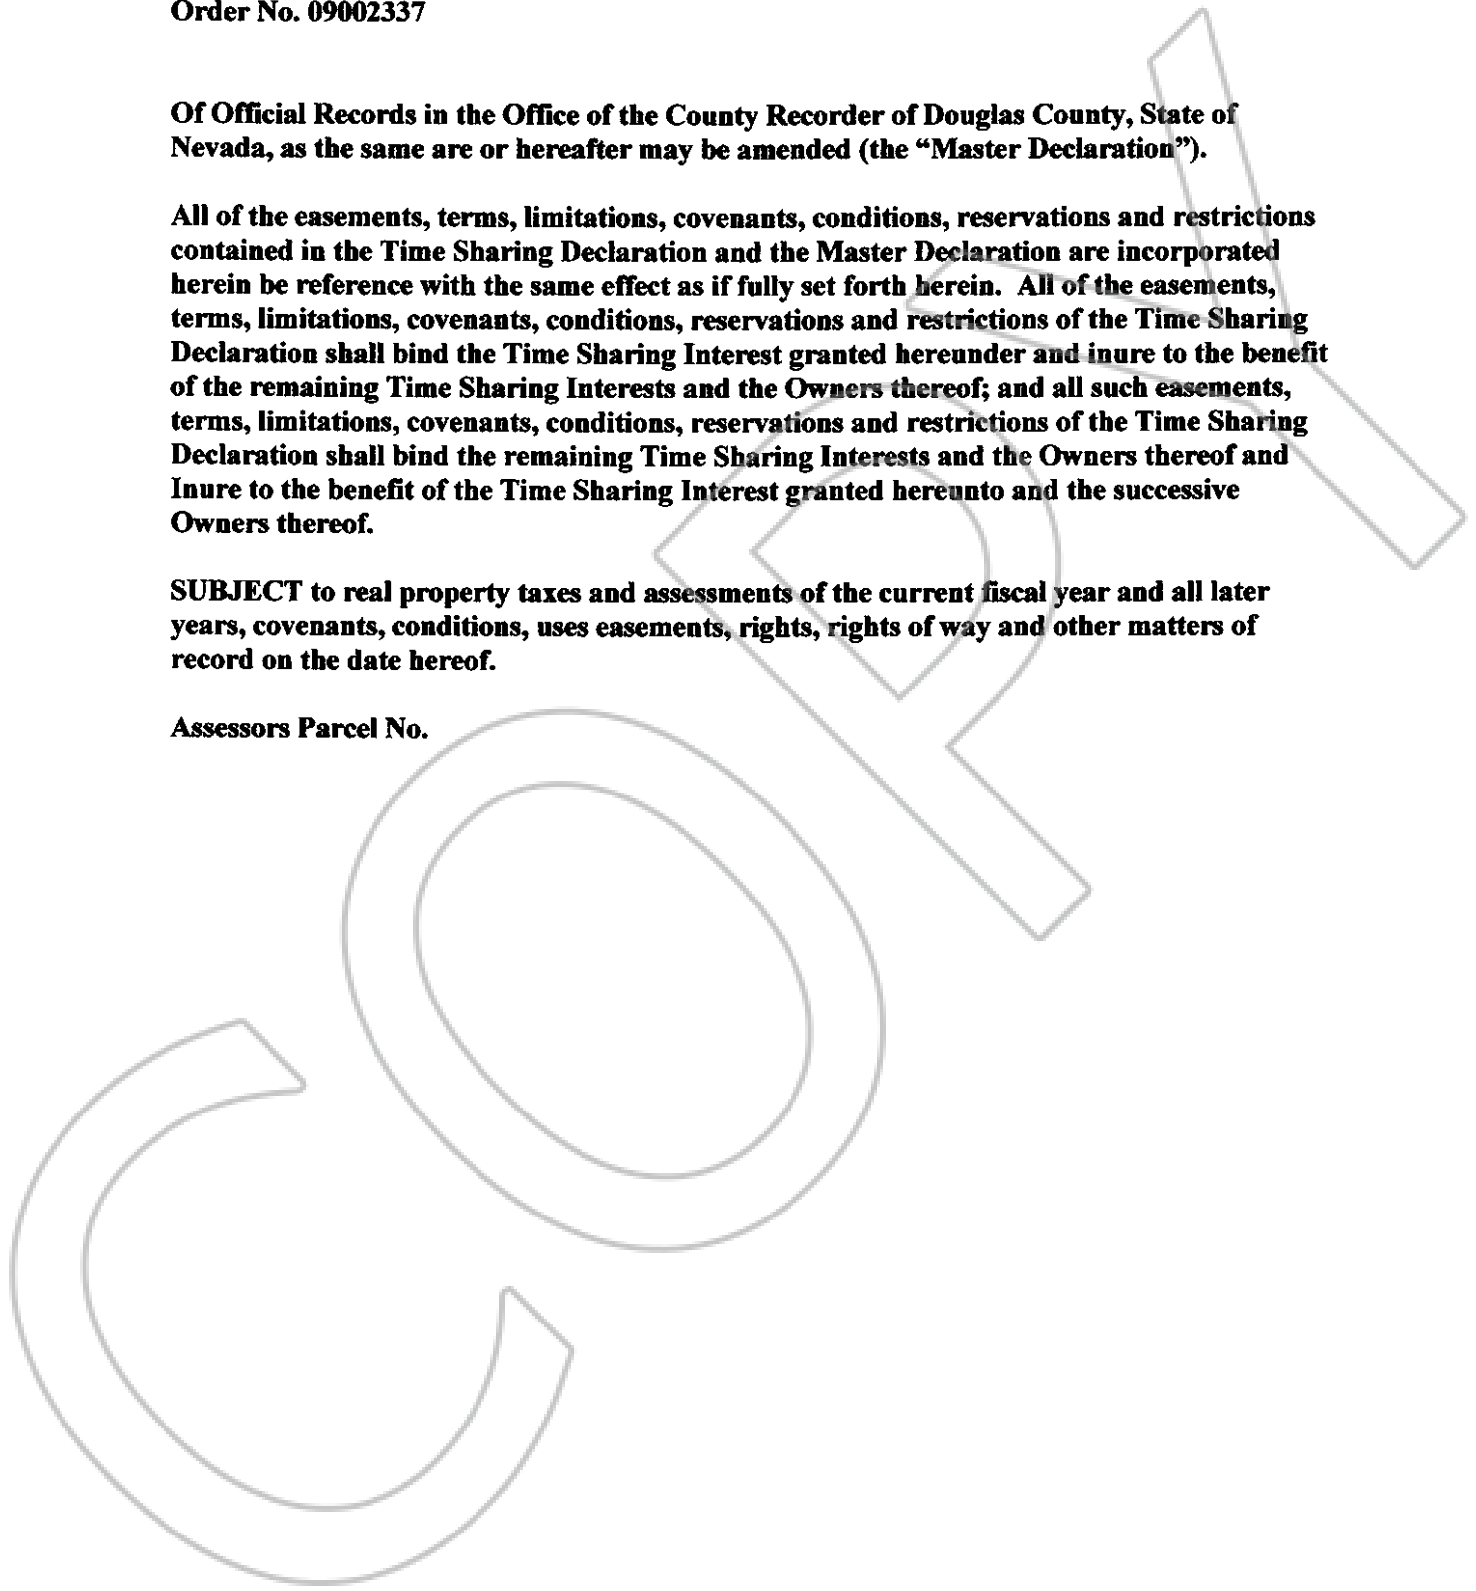 Order No. 09002337
Of Official Records in the Office of the County Recorder of Douglas County, State of
Nevada, as the same are or hereafter may be amended (the “Master Declaration”).
All of the easements, terms, limitations, covenants, conditions, reservations and restrictions
contained in the Time Sharing Declaration and the Master Declaration are incorporated
herein be reference with the same effect as if fully set forth herein.  All of the easements,
terms, limitations, covenants, conditions, reservations and restrictions of the Time Sharing
Declaration shall bind the Time Sharing Interest granted hereunder and inure to the benefit
of the remaining Time Sharing Interests and the Owners thereof; and all such easements,
terms, limitations, covenants, conditions, reservations and restrictions of the Time Sharing
Declaration shall bind the remaining Time Sharing Interests and the Owners thereof and
Inure to the benefit of the Time Sharing Interest granted hereunto and the successive
Owners thereof.
SUBJECT to real property taxes and assessments of the current fiscal year and all later
years, covenants, conditions, uses easements, rights, rights of way and other matters of
record on the date hereof.
Assessors Parcel No.
COPY